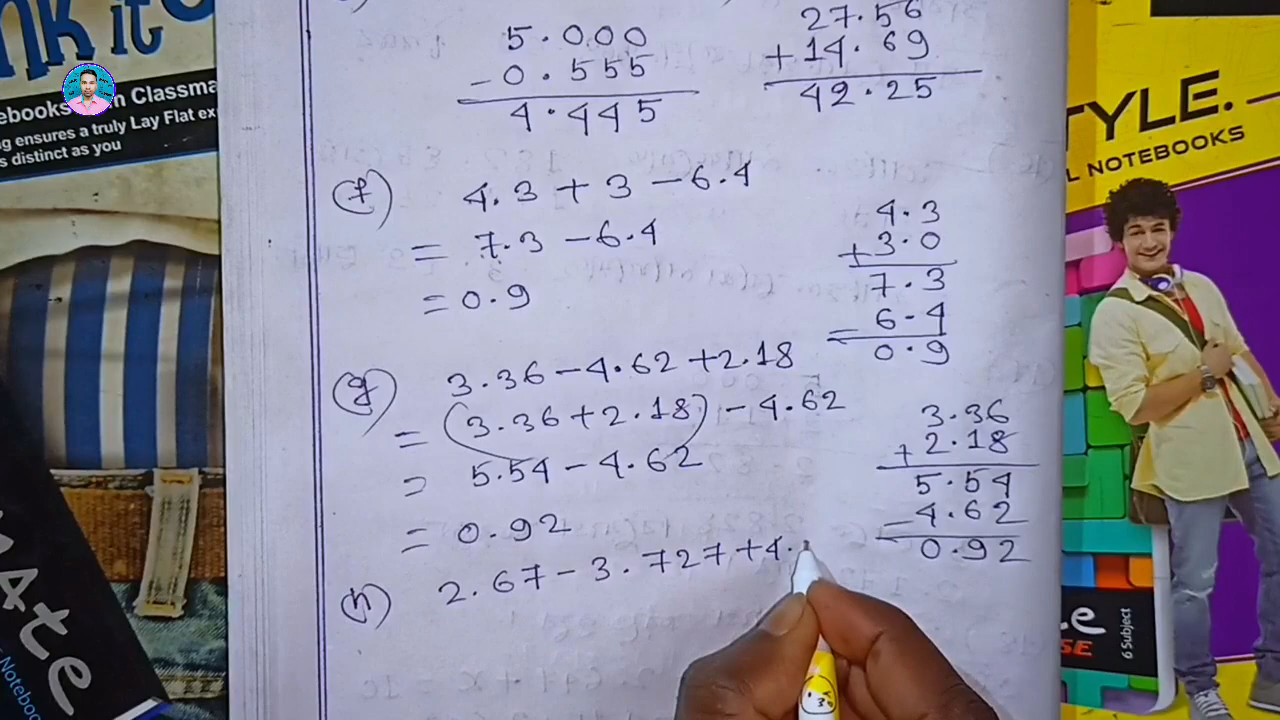 nk it
notebooks
n Classma
ng ensures a truly Lay Flat ex
s distinct as you
5.000
- 0.555
4.445
27.56
+ 14.69
42.25
(f) 4.3 + 3 - 6.4
= 7.3 - 6.4
= 0.9
4.3
+ 3.0
7.3
- 6.4
0.9
(g) 3.36 - 4.62 + 2.18
= (3.36 + 2.18) - 4.62
= 5.54 - 4.62
= 0.92
3.36
+ 2.18
5.54
- 4.62
0.92
(h) 2.67 - 3.727 + 4.
TYLE.
L NOTEBOOKS
6 Subject